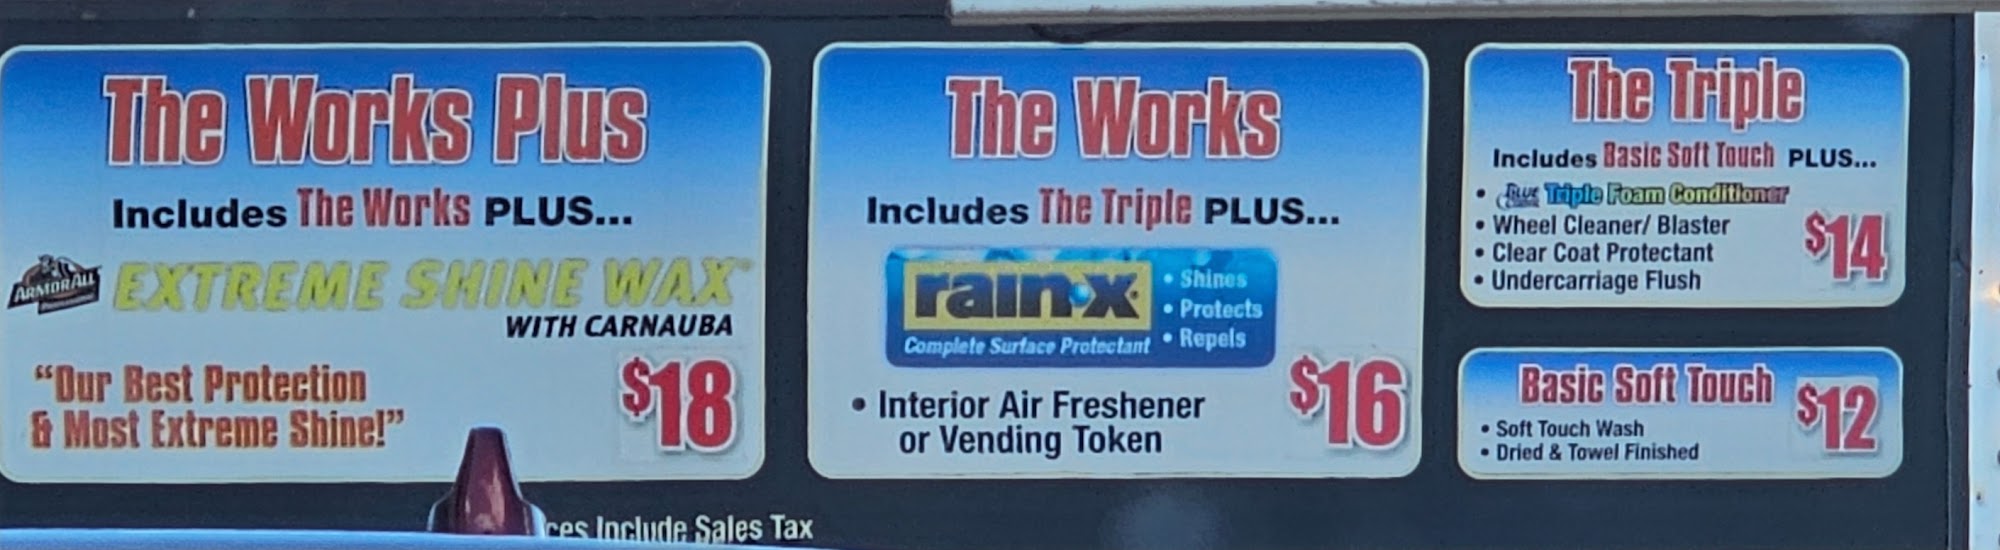 The Works Plus
Includes The Works PLUS...
ARMOR ALL
EXTREME SHINE WAX
WITH CARNAUBA
"Our Best Protection
& Most Extreme Shine!"
$18
The Works
Includes The Triple PLUS...
rain-x
Complete Surface Protectant
• Shines
• Protects
• Repels
• Interior Air Freshener
or Vending Token
$16
The Triple
Includes Basic Soft Touch PLUS...
• BLUE Triple Foam Conditioner
• Wheel Cleaner/ Blaster
• Clear Coat Protectant
• Undercarriage Flush
$14
Basic Soft Touch
• Soft Touch Wash
• Dried & Towel Finished
$12
ces Include Sales Tax